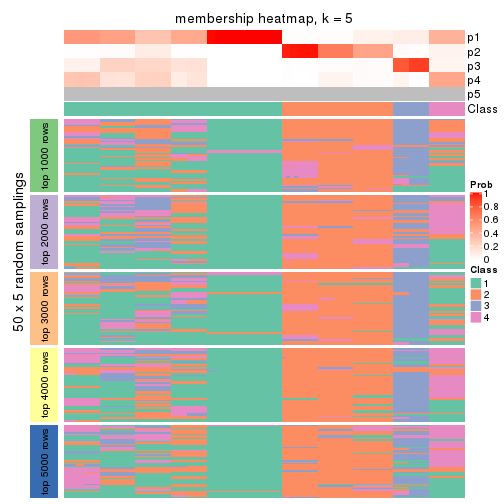 membership heatmap, k = 5
p1
p2
p3
p4
p5
Class
50 x 5 random samplings
top 1000 rows
top 2000 rows
top 3000 rows
top 4000 rows
top 5000 rows
Prob
1
0.8
0.6
0.4
0.2
0
Class
1
2
3
4